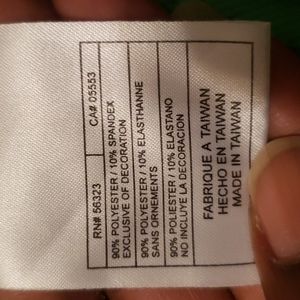 RN# 56323 CA# 05553
90% POLYESTER / 10% SPANDEX
EXCLUSIVE OF DECORATION
90% POLYESTER / 10% ELASTHANNE
SANS ORNEMENTS
90% POLIESTER / 10% ELASTANO
NO INCLUYE LA DECORACION
FABRIQUE A TAIWAN
HECHO EN TAIWAN
MADE IN TAIWAN